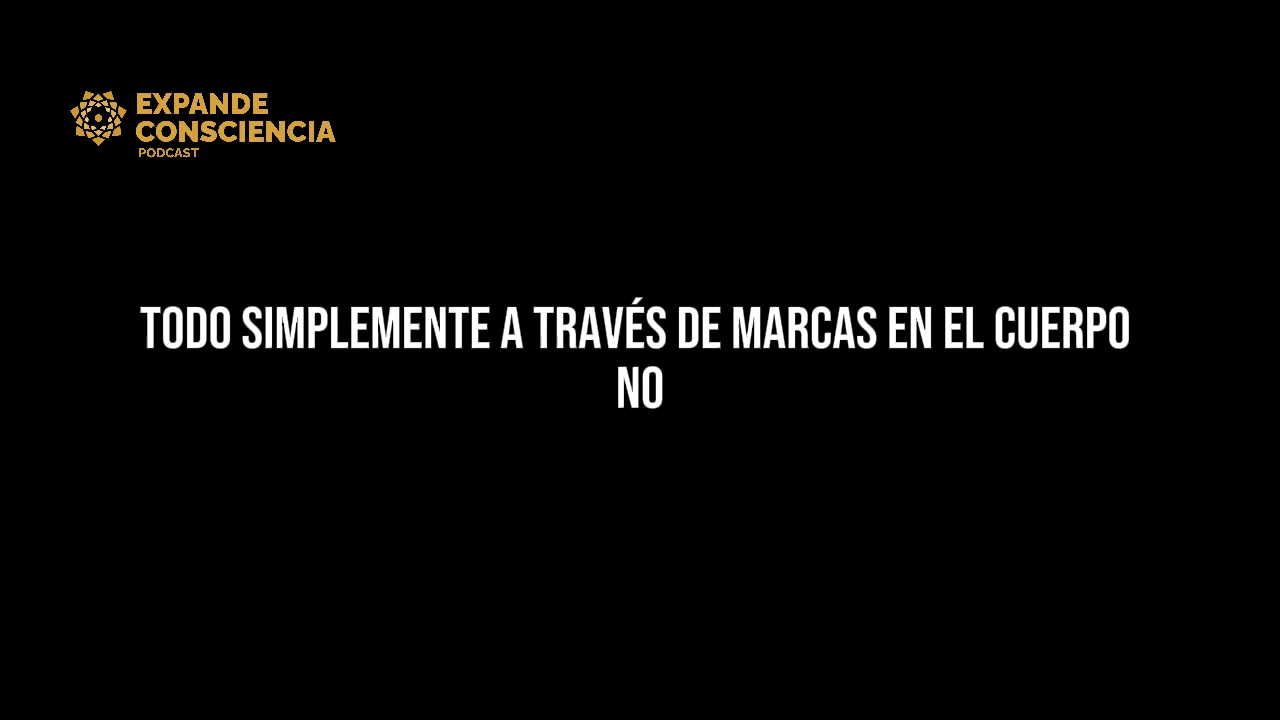 EXPANDE
CONSCIENCIA
PODCAST
TODO SIMPLEMENTE A TRAVÉS DE MARCAS EN EL CUERPO
NO